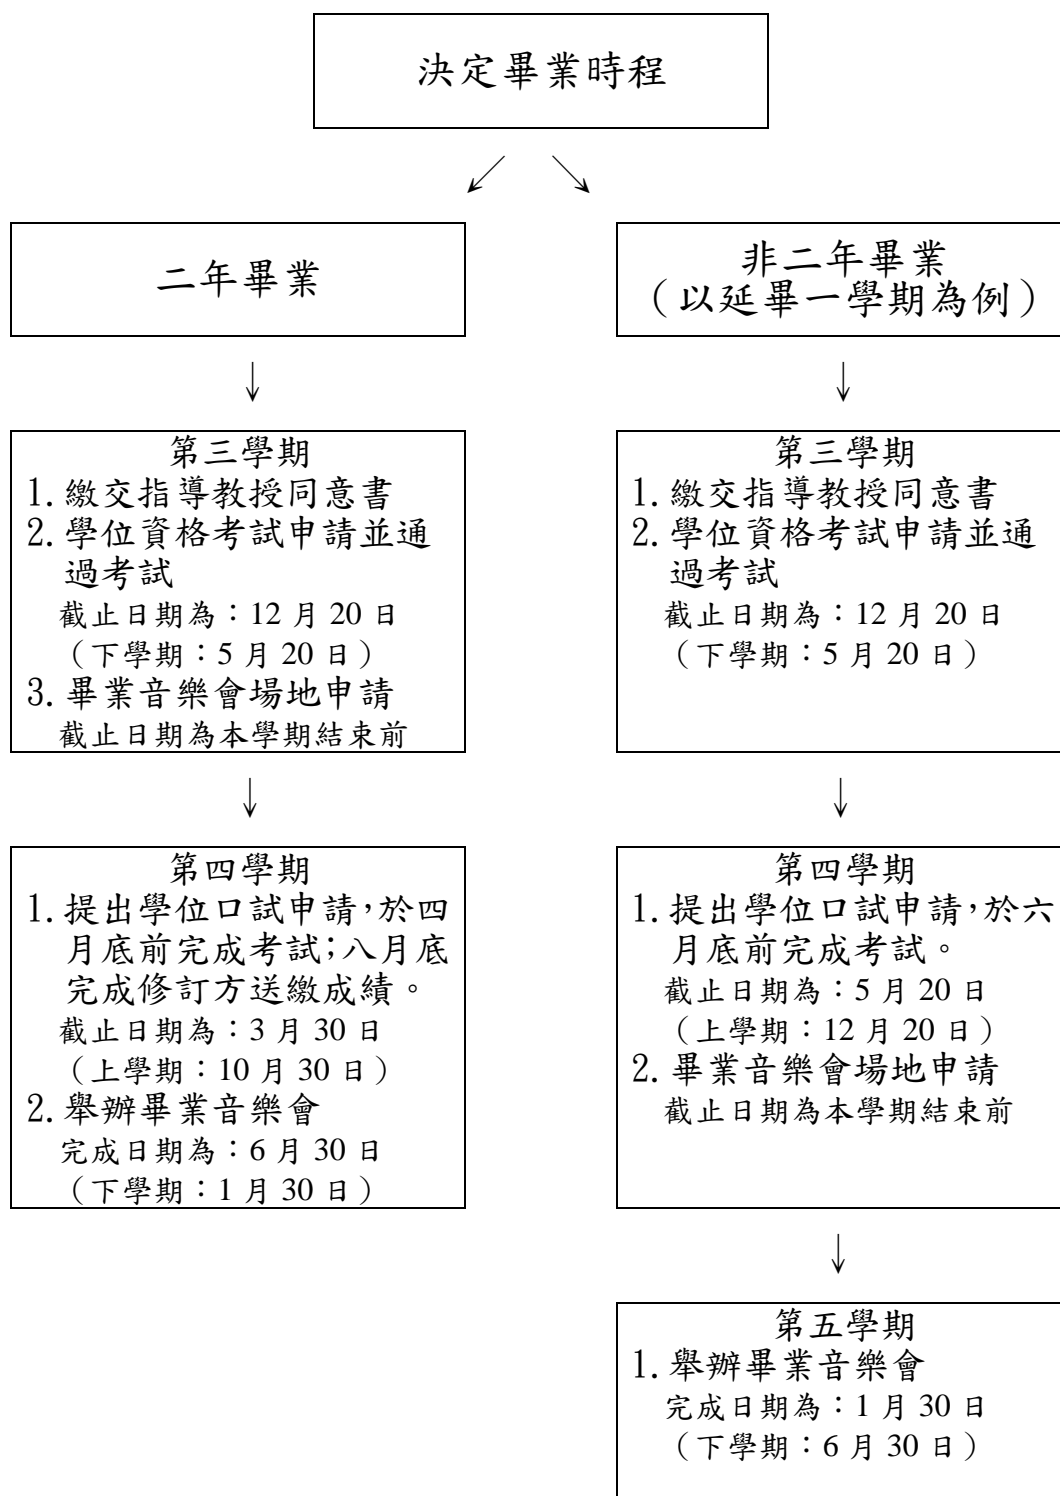 決定畢業時程
二年畢業
非二年畢業
（以延畢一學期為例）
第三學期
1. 繳交指導教授同意書
2. 學位資格考試申請並通
過考試
截止日期為：12 月 20 日
（下學期：5 月 20 日）
3. 畢業音樂會場地申請
截止日期為本學期結束前
第三學期
1. 繳交指導教授同意書
2. 學位資格考試申請並通
過考試
截止日期為：12 月 20 日
（下學期：5 月 20 日）
第四學期
1. 提出學位口試申請，於四
月底前完成考試；八月底
完成修訂方送繳成績。
截止日期為：3 月 30 日
（上學期：10 月 30 日）
2. 舉辦畢業音樂會
完成日期為：6 月 30 日
（下學期：1 月 30 日）
第四學期
1. 提出學位口試申請，於六
月底前完成考試。
截止日期為：5 月 20 日
（上學期：12 月 20 日）
2. 畢業音樂會場地申請
截止日期為本學期結束前
第五學期
1. 舉辦畢業音樂會
完成日期為：1 月 30 日
（下學期：6 月 30 日）